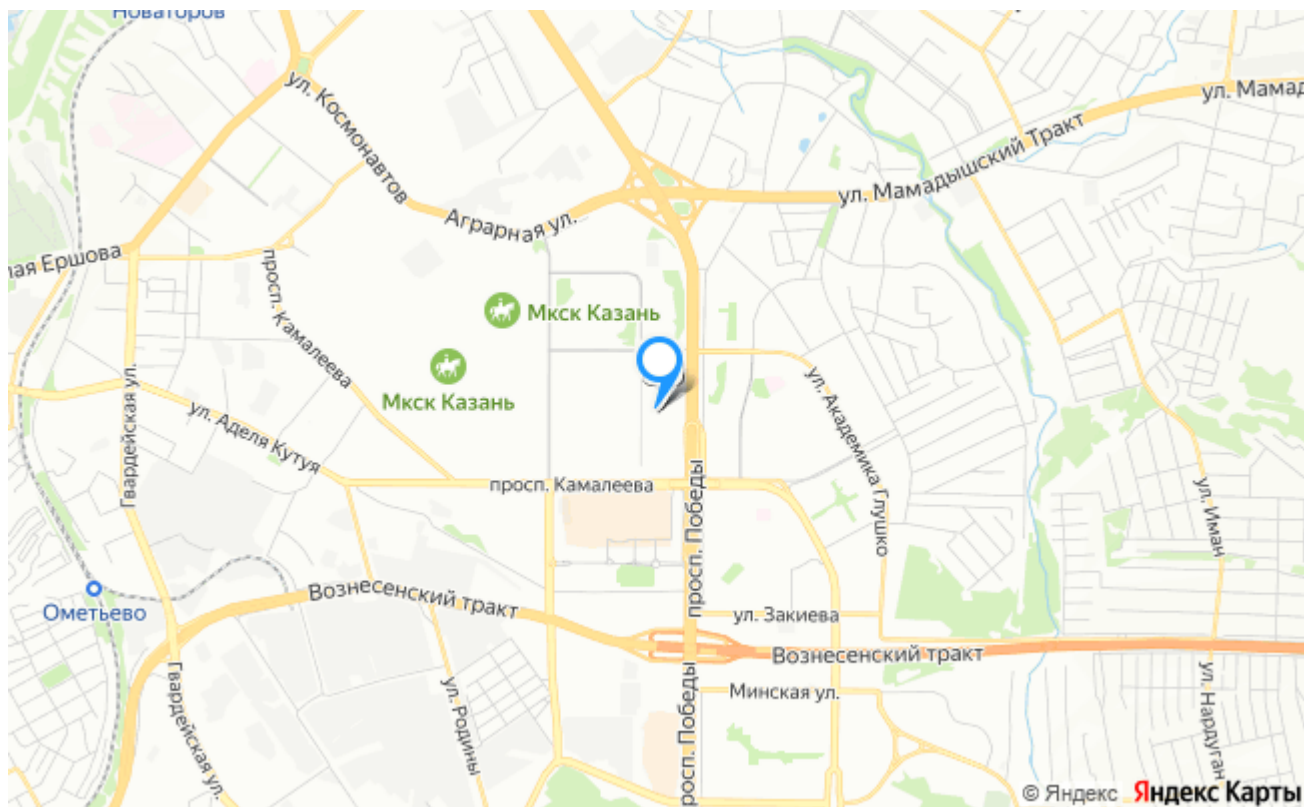 Новаторов
ул. Космонавтов
ул. Мамад
ул. Мамадышский Тракт
Аграрная ул.
лая Ершова
просп. Камалеева
Мкск Казань
Мкск Казань
Гвардейская ул.
ул. Аделя Кутуя
ул. Академика Глушко
просп. Камалеева
просп. Победы
ул. Иман
Ометьево
Вознесенский тракт
ул. Закиева
Вознесенский тракт
Гвардейская ул.
ул. Родины
росп. Победы
Минская ул.
ул. Нардуган
© Яндекс Яндекс Карты